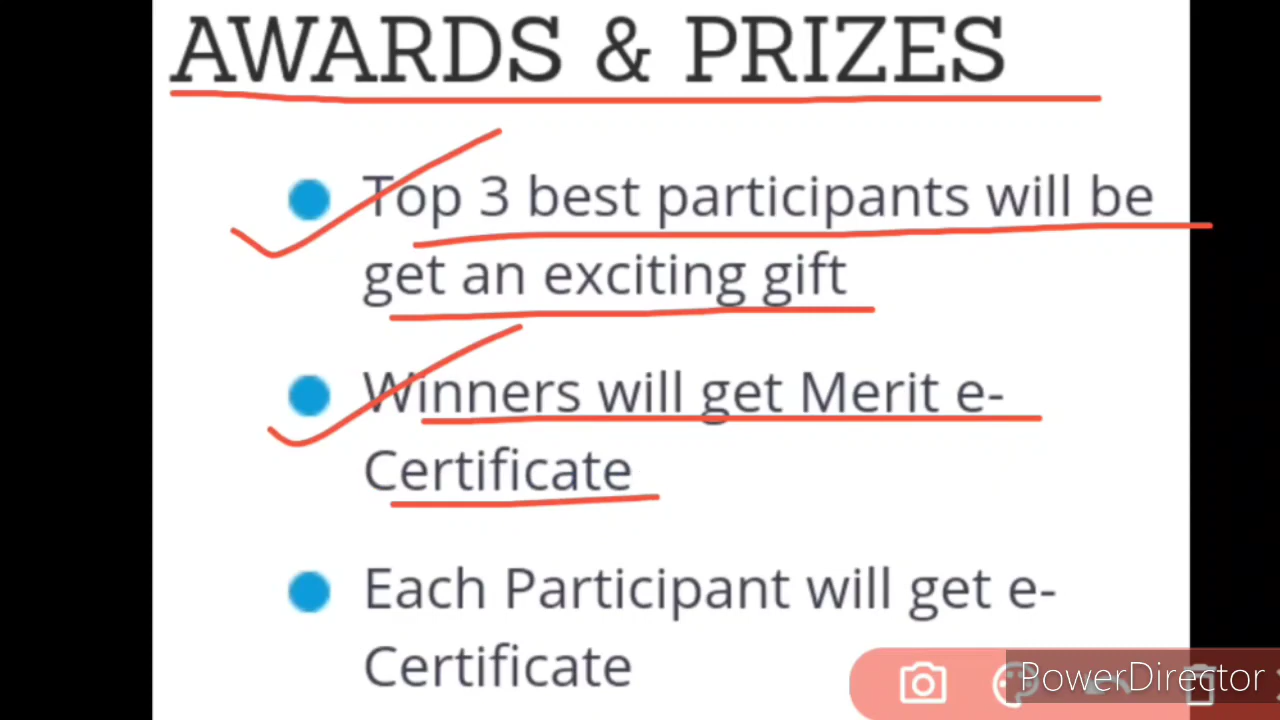 AWARDS & PRIZES
Top 3 best participants will be
get an exciting gift
Winners will get Merit e-
Certificate
Each Participant will get e-
Certificate
PowerDirector